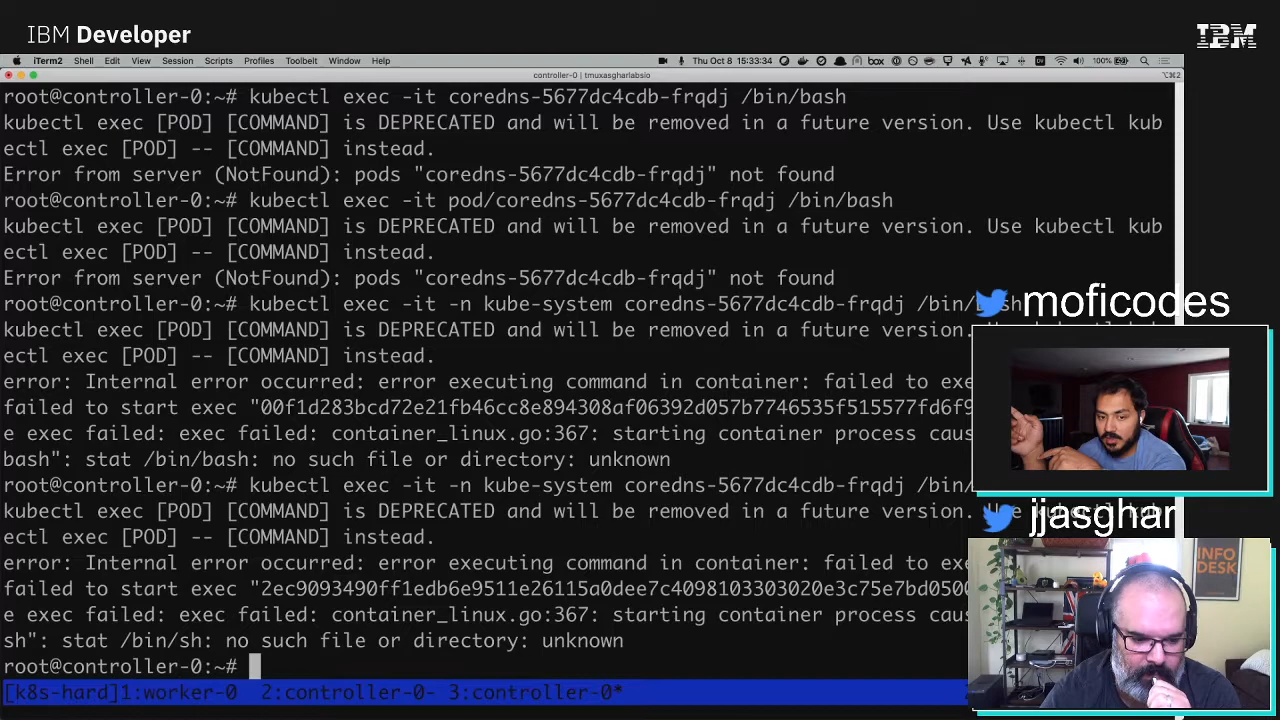 IBM Developer
IBM
iTerm2 Shell Edit View Session Scripts Profiles Toolbelt Window Help
box
Thu Oct 8 15:33:34
100%
controller-0 | tmuxasgharlabsio
⌥⌘2
root@controller-0:~# kubectl exec -it coredns-5677dc4cdb-frqdj /bin/bash
kubectl exec [POD] [COMMAND] is DEPRECATED and will be removed in a future version. Use kubectl kub
ectl exec [POD] -- [COMMAND] instead.
Error from server (NotFound): pods "coredns-5677dc4cdb-frqdj" not found
root@controller-0:~# kubectl exec -it pod/coredns-5677dc4cdb-frqdj /bin/bash
kubectl exec [POD] [COMMAND] is DEPRECATED and will be removed in a future version. Use kubectl kub
ectl exec [POD] -- [COMMAND] instead.
Error from server (NotFound): pods "coredns-5677dc4cdb-frqdj" not found
root@controller-0:~# kubectl exec -it -n kube-system coredns-5677dc4cdb-frqdj /bin/bash
kubectl exec [POD] [COMMAND] is DEPRECATED and will be removed in a future version.
ectl exec [POD] -- [COMMAND] instead.
error: Internal error occurred: error executing command in container: failed to exe
failed to start exec "00f1d283bcd72e21fb46cc8e894308af06392d057b7746535f515577fd6f9
e exec failed: exec failed: container_linux.go:367: starting container process caus
bash": stat /bin/bash: no such file or directory: unknown
root@controller-0:~# kubectl exec -it -n kube-system coredns-5677dc4cdb-frqdj /bin/
kubectl exec [POD] [COMMAND] is DEPRECATED and will be removed in a future version.
ectl exec [POD] -- [COMMAND] instead.
error: Internal error occurred: error executing command in container: failed to exe
failed to start exec "2ec9093490ff1edb6e9511e26115a0dee7c4098103303020e3c75e7bd0500
e exec failed: exec failed: container_linux.go:367: starting container process caus
sh": stat /bin/sh: no such file or directory: unknown
root@controller-0:~#
[k8s-hard]1:worker-0 2:controller-0- 3:controller-0*
moficodes
jjasghar
INFO
DESK